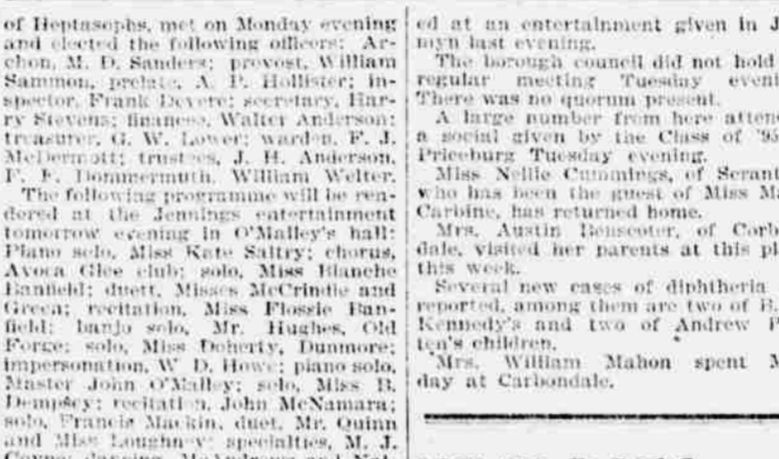 of Heptasophs, met on Monday evening
and elected the following officers: Ar-
chon, M. D. Sanders; provost, William
Sammon, prelate, A. P. Hollister; in-
spector, Frank Devere; secretary, Har-
ry Stevens; finances, Walter Anderson;
treasurer, G. W. Lower; warden, F. J.
McDermott; trustees, J. H. Anderson,
F. F. Dommermuth, William Welter.
The following programme will be ren-
dered at the Jennings entertainment
tomorrow evening in O'Malley's hall:
Piano solo, Miss Kate Saltry; chorus,
Avoca Glee club; solo, Miss Blanche
Banfield; duett, Misses McCrindle and
Green; recitation, Miss Flossie Ban-
field; banjo solo, Mr. Hughes, Old
Forge; solo, Miss Doherty, Dunmore;
impersonation, W. D. Howe; piano solo,
Master John O'Malley; solo, Miss B.
Dempsey; recitation, John McNamara;
solo, Francis Mackin, duet, Mr. Quinn
and Miss Loughney; specialties, M. J.
dancing,
ed at an entertainment given in J
myn last evening.
The borough council did not hold
regular meeting Tuesday eveni
There was no quorum present.
A large number from here attend
a social given by the Class of '95
Priceburg Tuesday evening.
Miss Nellie Cummings, of Scrant
who has been the guest of Miss M
Carbine, has returned home.
Mrs. Austin Benscoter, of Carb
dale, visited her parents at this pl
this week.
Several new cases of diphtheria
reported, among them are two of
Kennedy's and two of Andrew
ten's children.
Mrs. William Mahon spent M
day at Carbondale.